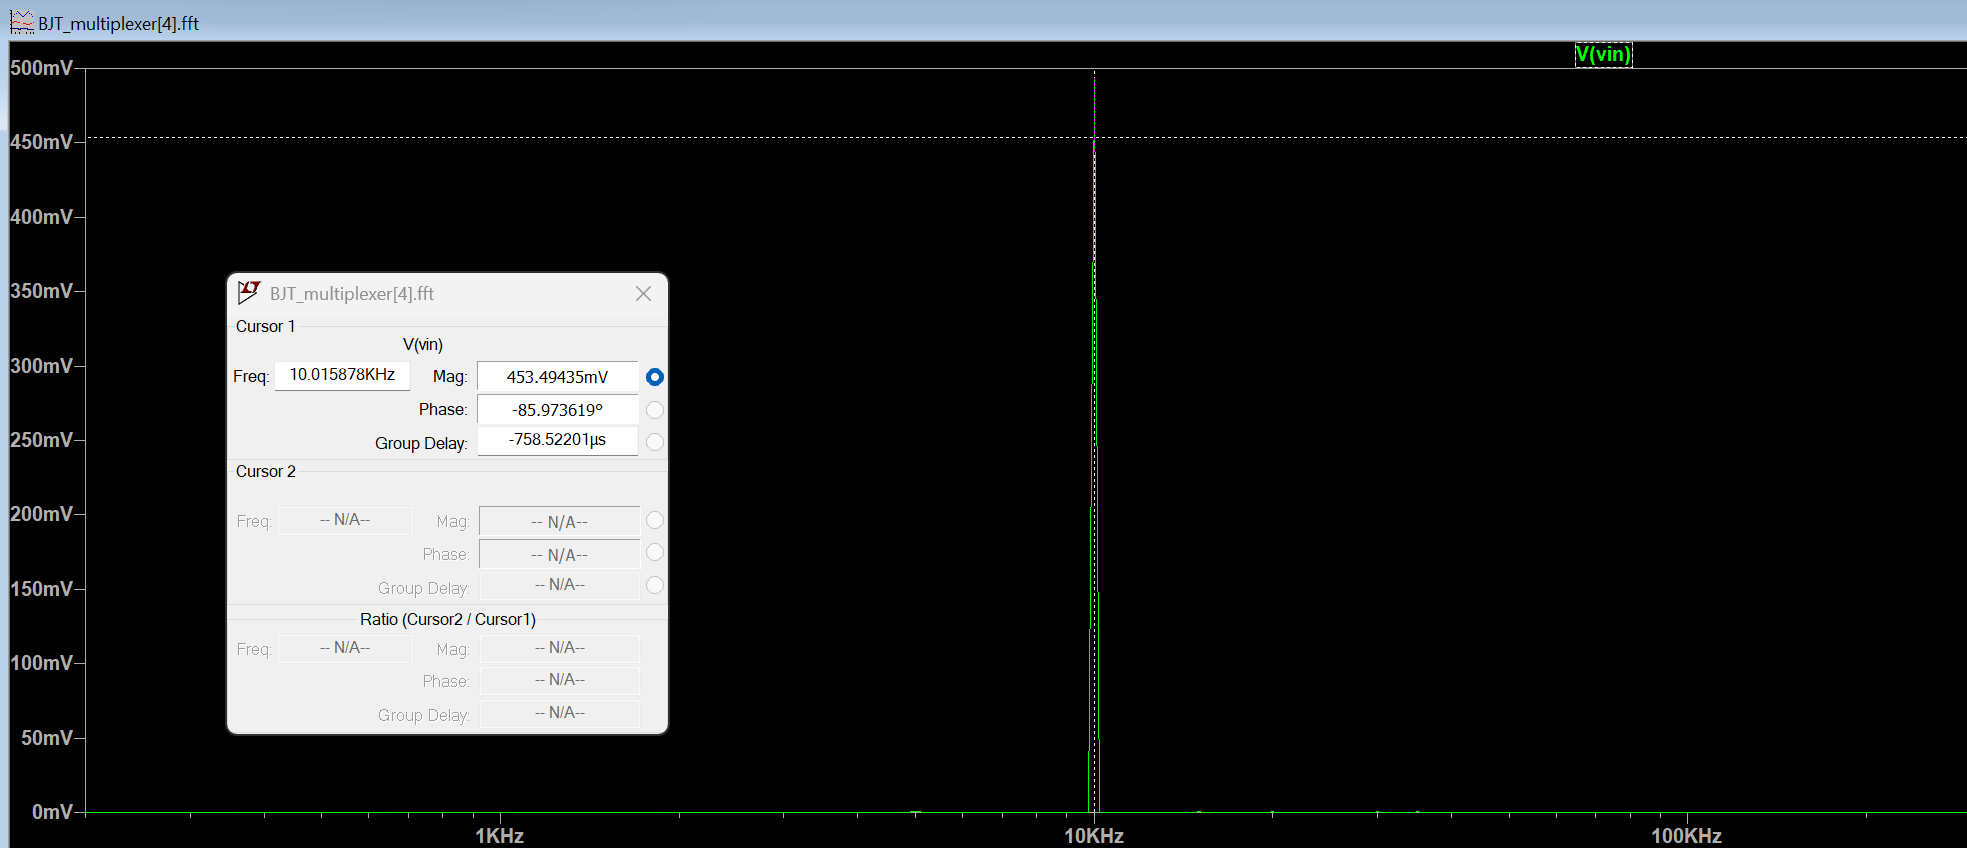 BJT_multiplexer[4].fft
V(vin)
500mV
450mV
400mV
350mV
300mV
250mV
200mV
150mV
100mV
50mV
0mV
1KHz
10KHz
100KHz
BJT_multiplexer[4].fft
Cursor 1
V(vin)
Freq: 10.015878KHz Mag: 453.49435mV
Phase: -85.973619°
Group Delay: -758.52201µs
Cursor 2
Freq: -- N/A-- Mag: -- N/A--
Phase: -- N/A--
Group Delay: -- N/A--
Ratio (Cursor2 / Cursor1)
Freq: -- N/A-- Mag: -- N/A--
Phase: -- N/A--
Group Delay: -- N/A--